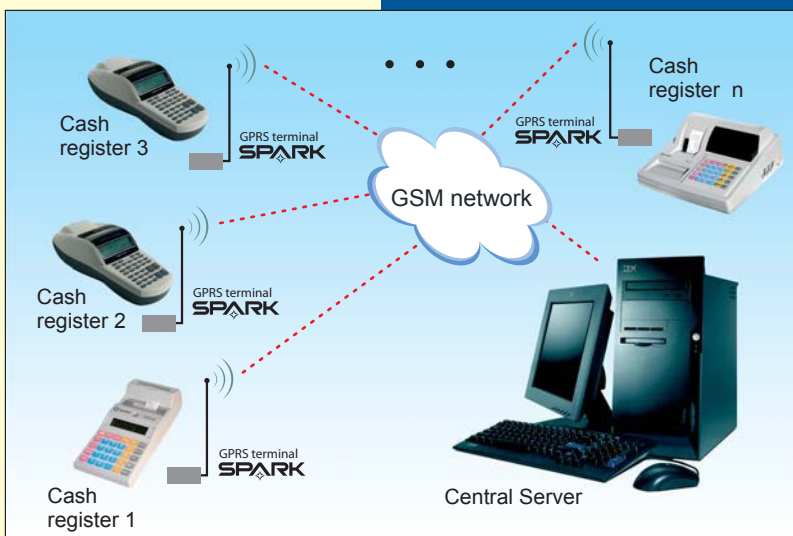 Cash
register 3
GPRS terminal
SPARK
Cash
register n
GPRS terminal
SPARK
GSM network
Cash
register 2
GPRS terminal
SPARK
IBM
Cash
register 1
GPRS terminal
SPARK
Central Server